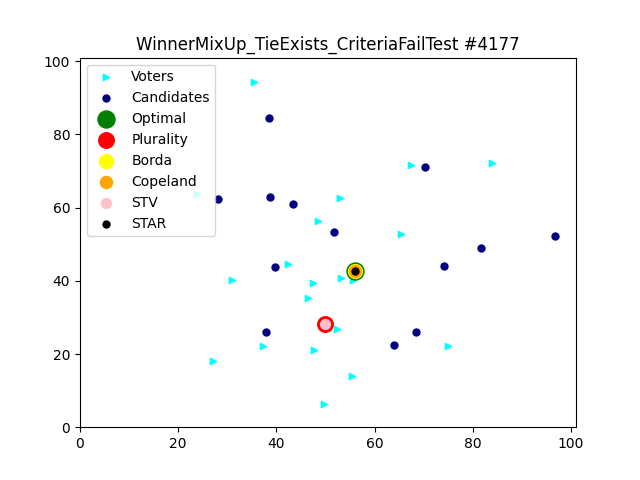 WinnerMixUp_TieExists_CriteriaFailTest #4177
100
80
60
40
20
0
Voters
Candidates
Optimal
Plurality
Borda
Copeland
STV
STAR
0 20 40 60 80 100